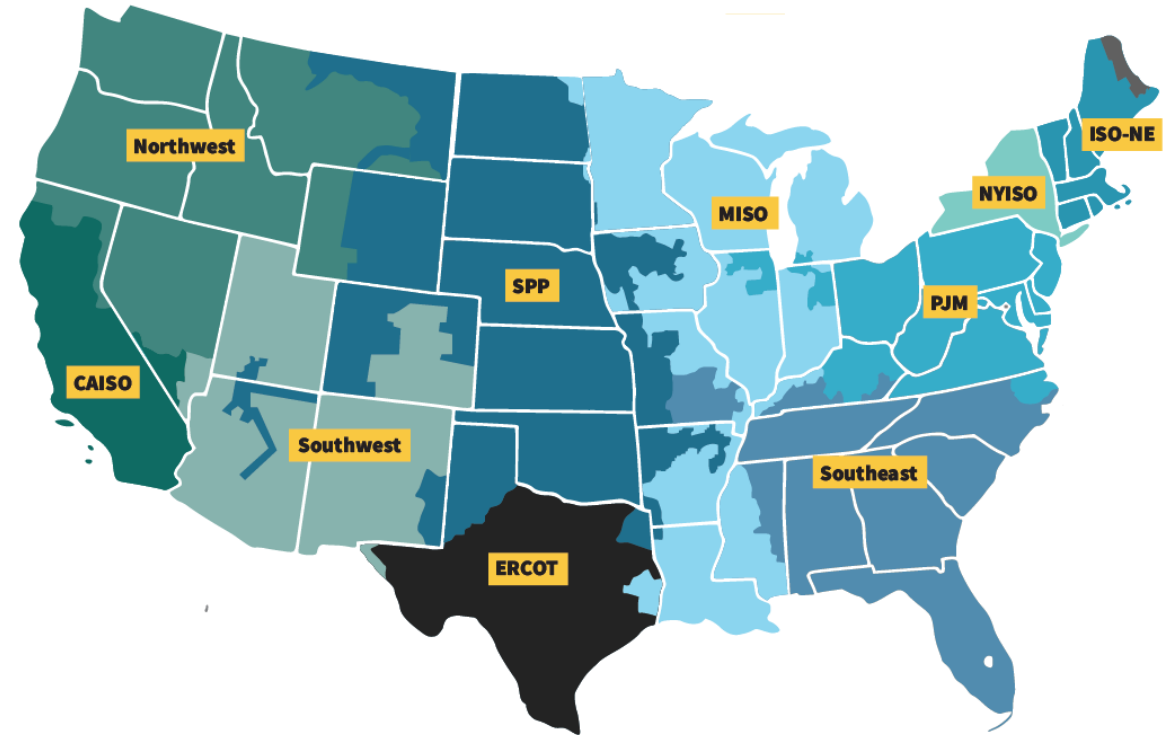 ISO-NE
Northwest
NYISO
MISO
SPP
PJM
CAISO
Southwest
Southeast
ERCOT